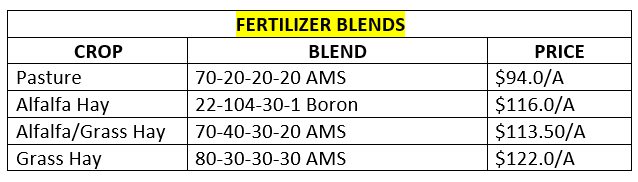 FERTILIZER BLENDS
CROP BLEND PRICE
Pasture 70-20-20-20 AMS $94.0/A
Alfalfa Hay 22-104-30-1 Boron $116.0/A
Alfalfa/Grass Hay 70-40-30-20 AMS $113.50/A
Grass Hay 80-30-30-30 AMS $122.0/A